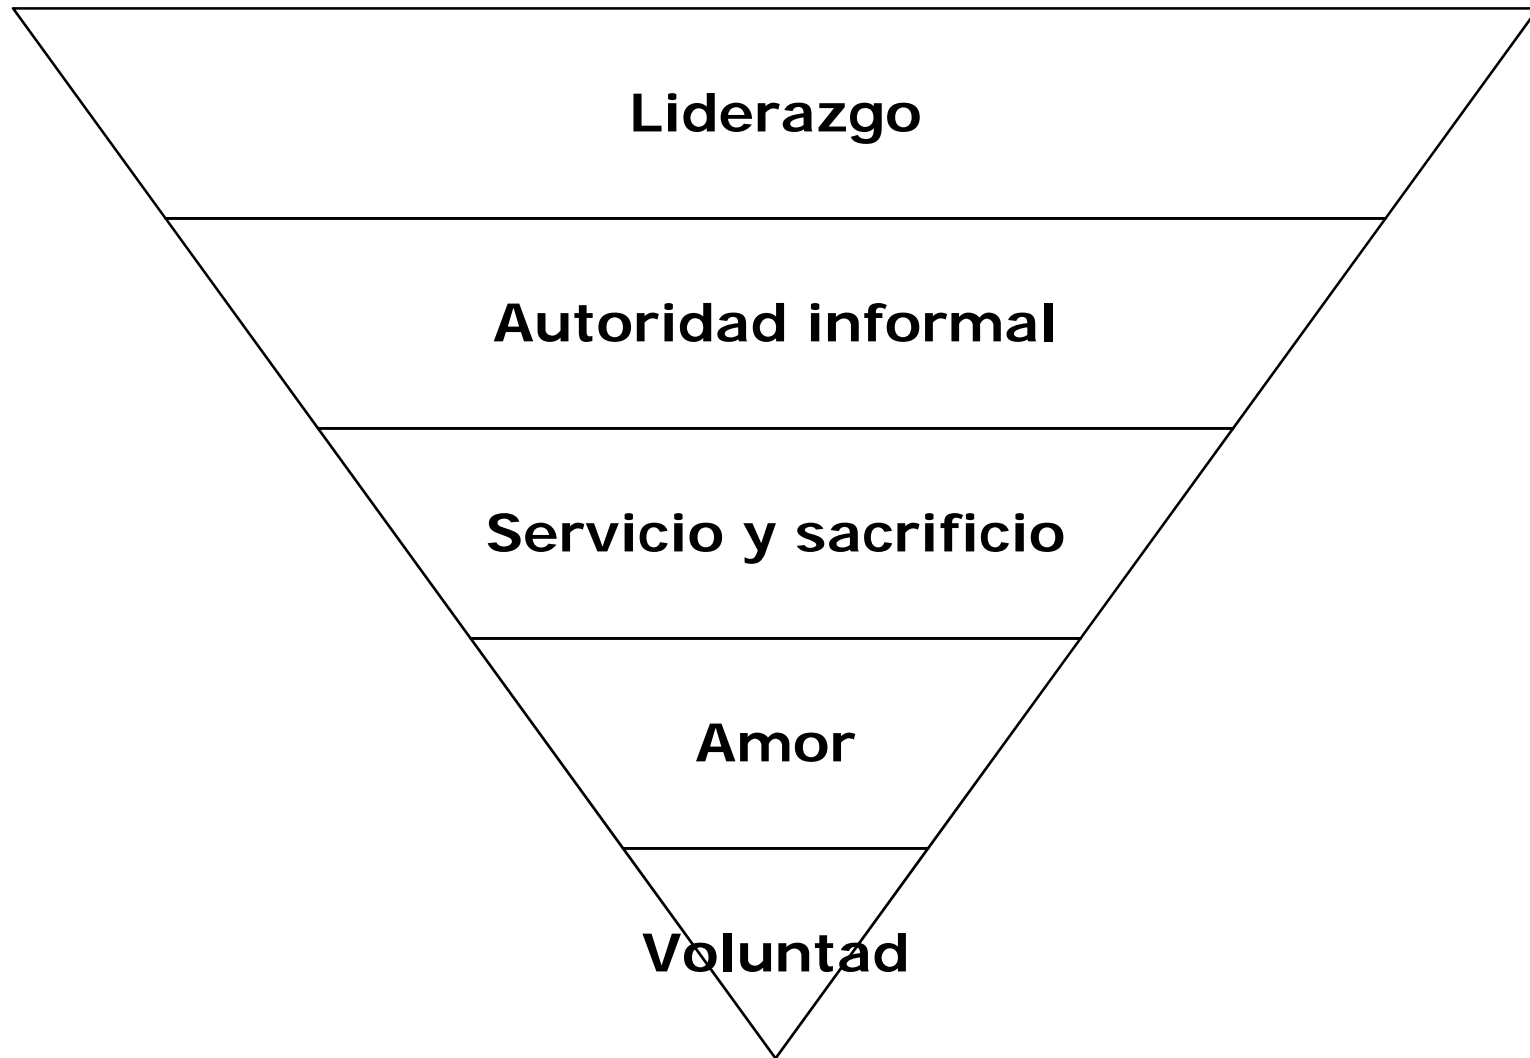 Liderazgo
Autoridad informal
Servicio y sacrificio
Amor
Voluntad